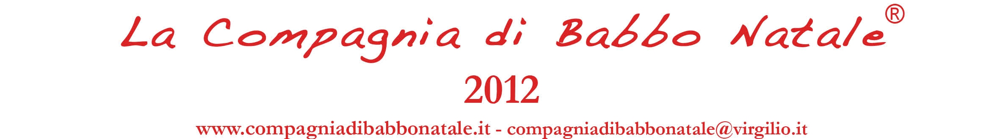 La Compagnia di Babbo Natale®
2012
www.compagniadibabbonatale.it - compagniadibabbonatale@virgilio.it